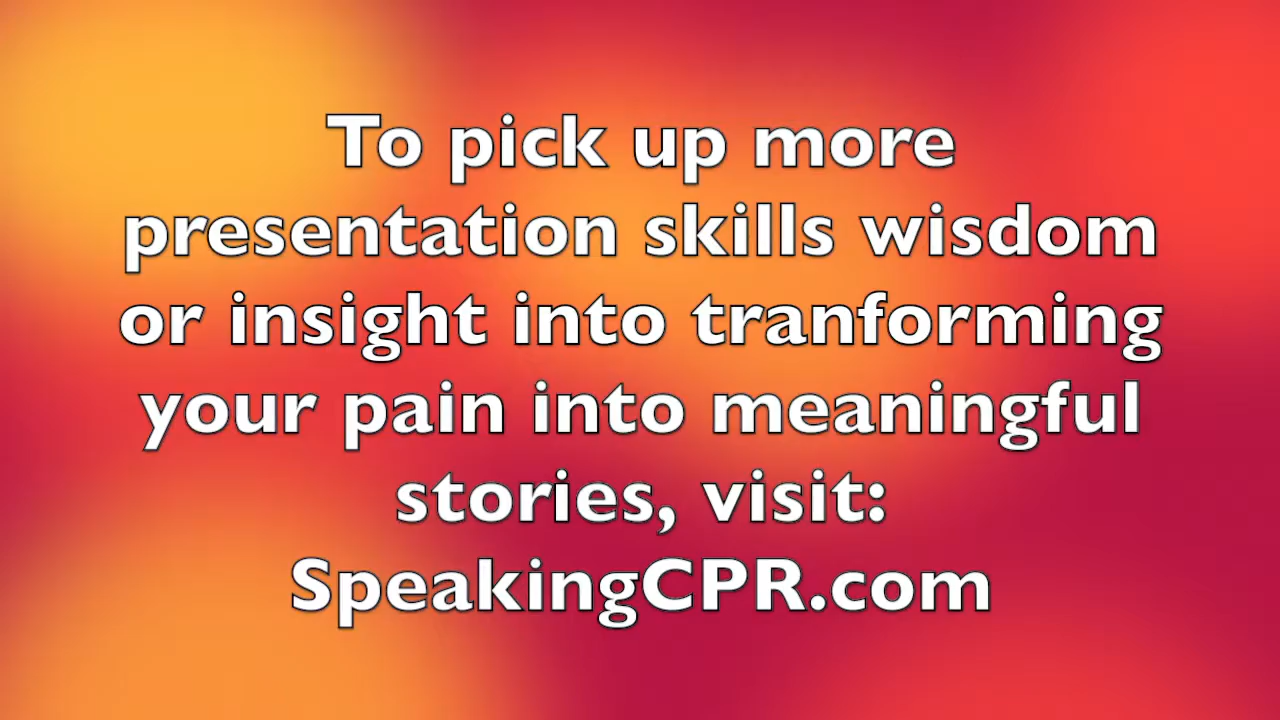 To pick up more
presentation skills wisdom
or insight into tranforming
your pain into meaningful
stories, visit:
SpeakingCPR.com